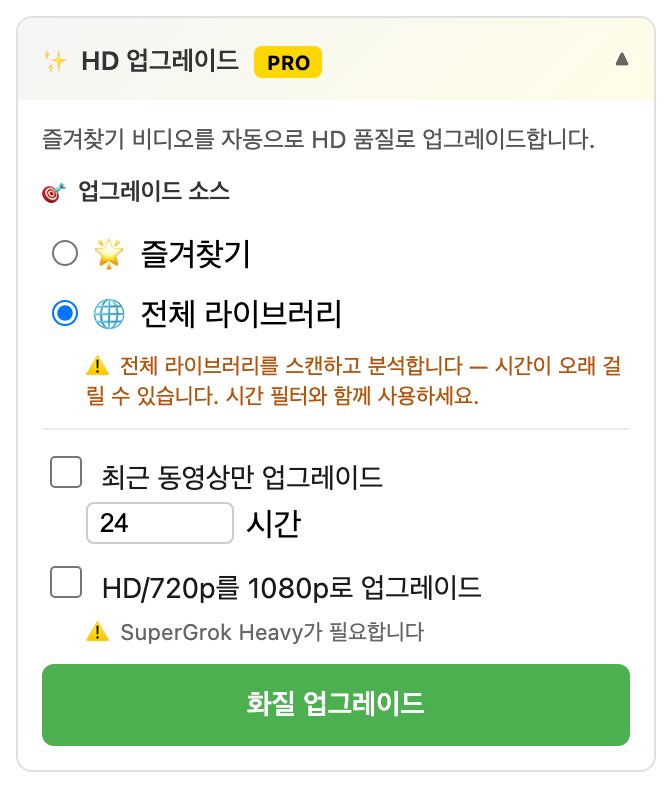 HD 업그레이드 PRO
즐겨찾기 비디오를 자동으로 HD 품질로 업그레이드합니다.
업그레이드 소스
즐겨찾기
전체 라이브러리
전체 라이브러리를 스캔하고 분석합니다 — 시간이 오래 걸
릴 수 있습니다. 시간 필터와 함께 사용하세요.
최근 동영상만 업그레이드
24 시간
HD/720p를 1080p로 업그레이드
SuperGrok Heavy가 필요합니다
화질 업그레이드